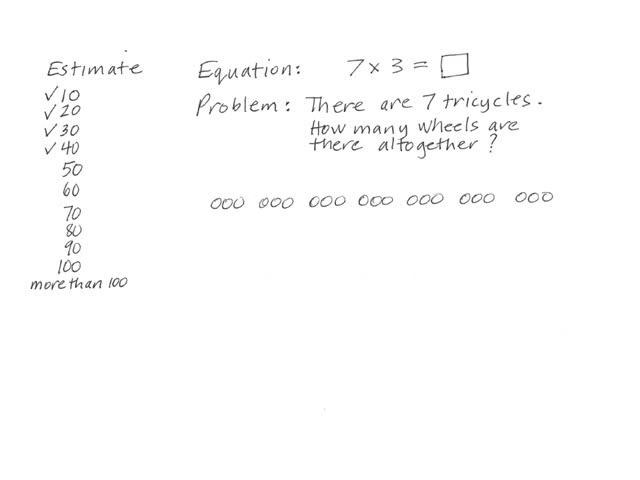 Estimate
✓10
✓20
✓30
✓40
50
60
70
80
90
100
more than 100
Equation: 7 × 3 = □
Problem: There are 7 tricycles.
How many wheels are
there altogether?
000 000 000 000 000 000 000